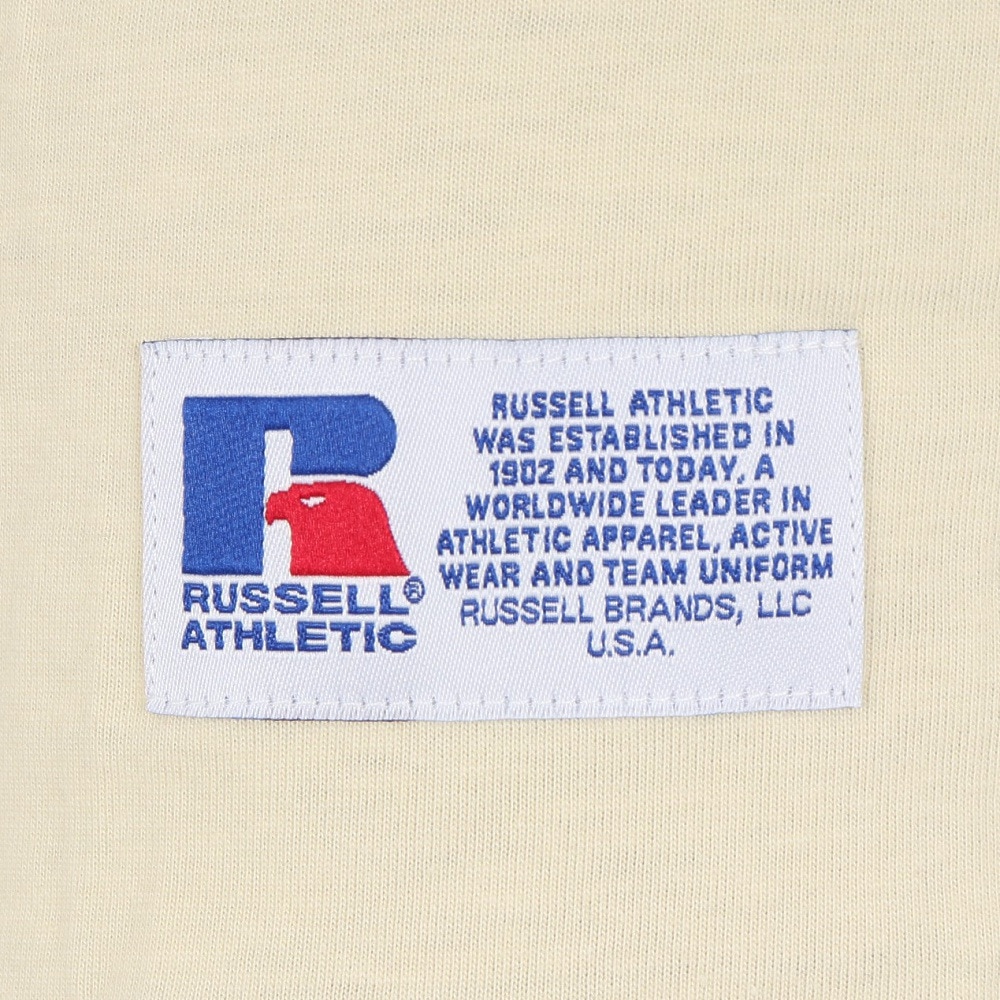 R
RUSSELL®
ATHLETIC
RUSSELL ATHLETIC
WAS ESTABLISHED IN
1902 AND TODAY, A
WORLDWIDE LEADER IN
ATHLETIC APPAREL, ACTIVE
WEAR AND TEAM UNIFORM
RUSSELL BRANDS, LLC
U.S.A.